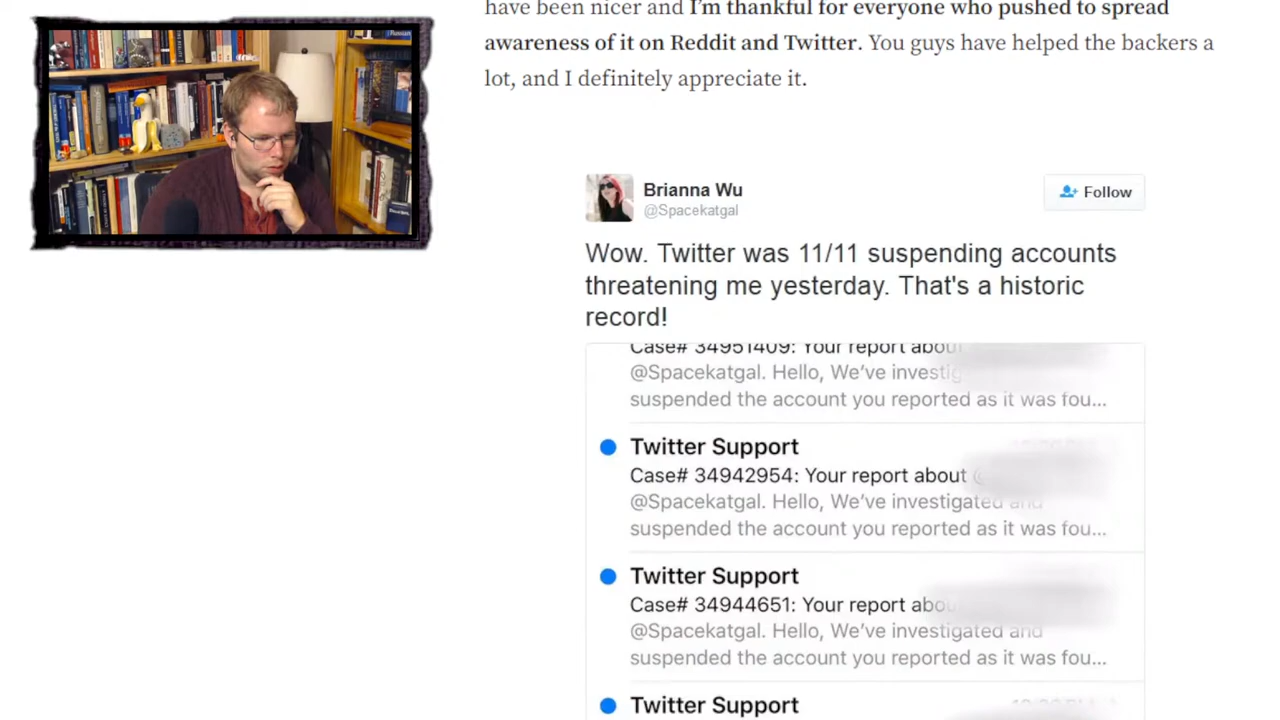 have been nicer and I'm thankful for everyone who pushed to spread
awareness of it on Reddit and Twitter. You guys have helped the backers a
lot, and I definitely appreciate it.
Brianna Wu
@Spacekatgal
Follow
Wow. Twitter was 11/11 suspending accounts
threatening me yesterday. That's a historic
record!
Case# 34951409: Your report about
@Spacekatgal. Hello, We've investig
suspended the account you reported as it was fou...
Twitter Support
Case# 34942954: Your report about @
@Spacekatgal. Hello, We've investigated and
suspended the account you reported as it was fou...
Twitter Support
Case# 34944651: Your report about
@Spacekatgal. Hello, We've investigated and
suspended the account you reported as it was fou...
Twitter Support